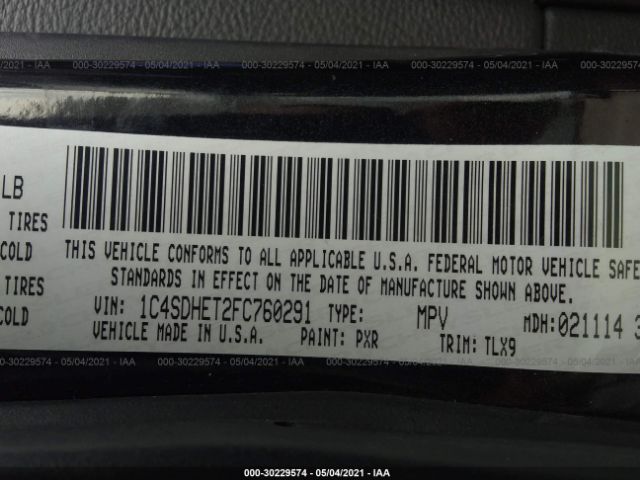 000-30229574 - 05/04/2021 - IAA 000-30229574 - 05/04/2021 - IAA 000-30229574 - 05/04/2021 - IAA
LB
TIRES
COLD
TIRES
COLD
THIS VEHICLE CONFORMS TO ALL APPLICABLE U.S.A. FEDERAL MOTOR VEHICLE SAFE
STANDARDS IN EFFECT ON THE DATE OF MANUFACTURE SHOWN ABOVE.
VIN: 1C4SDHET2FC760291 TYPE: MPV MDH:021114 3
VEHICLE MADE IN U.S.A. PAINT: PXR TRIM: TLX9
000-30229574 - 05/04/2021 - IAA 000-30229574 - 05/04/2021 - IAA 000-30229574 - 05/04/2021 - IAA
000-30229574 - 05/04/2021 - IAA